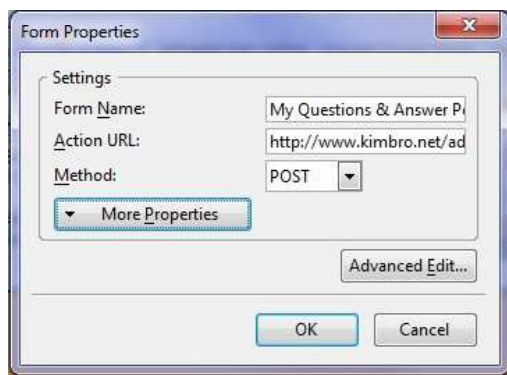 Form Properties
Settings
Form Name: My Questions & Answer P
Action URL: http://www.kimbro.net/ad
Method: POST
More Properties
Advanced Edit...
OK Cancel